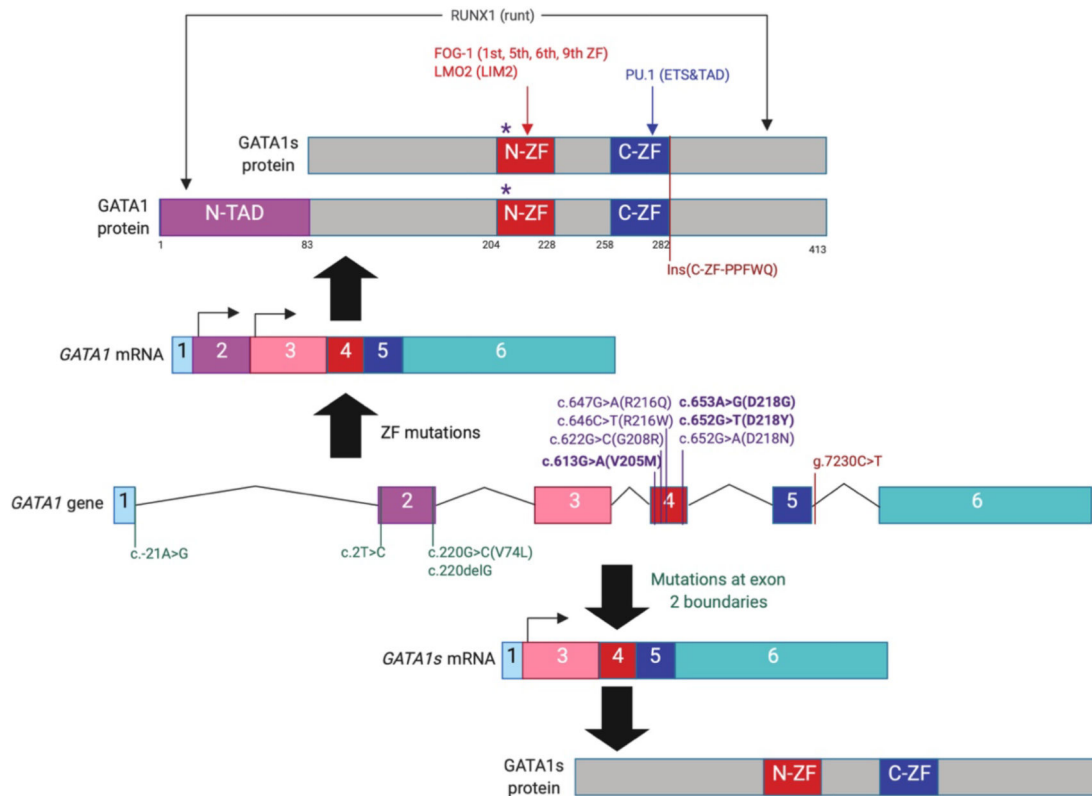 RUNX1 (runt)
FOG-1 (1st, 5th, 6th, 9th ZF)
LMO2 (LIM2)
PU.1 (ETS&TAD)
*
GATA1s
protein
N-ZF
C-ZF
*
GATA1
protein
N-TAD
N-ZF
C-ZF
1
83
204
228
258
282
413
Ins(C-ZF-PPFWQ)
GATA1 mRNA
1
2
3
4
5
6
ZF mutations
c.647G>A(R216Q)
c.646C>T(R216W)
c.622G>C(G208R)
c.613G>A(V205M)
c.653A>G(D218G)
c.652G>T(D218Y)
c.652G>A(D218N)
g.7230C>T
GATA1 gene
1
2
3
4
5
6
c.-21A>G
c.2T>C
c.220G>C(V74L)
c.220delG
Mutations at exon
2 boundaries
GATA1s mRNA
1
3
4
5
6
GATA1s
protein
N-ZF
C-ZF